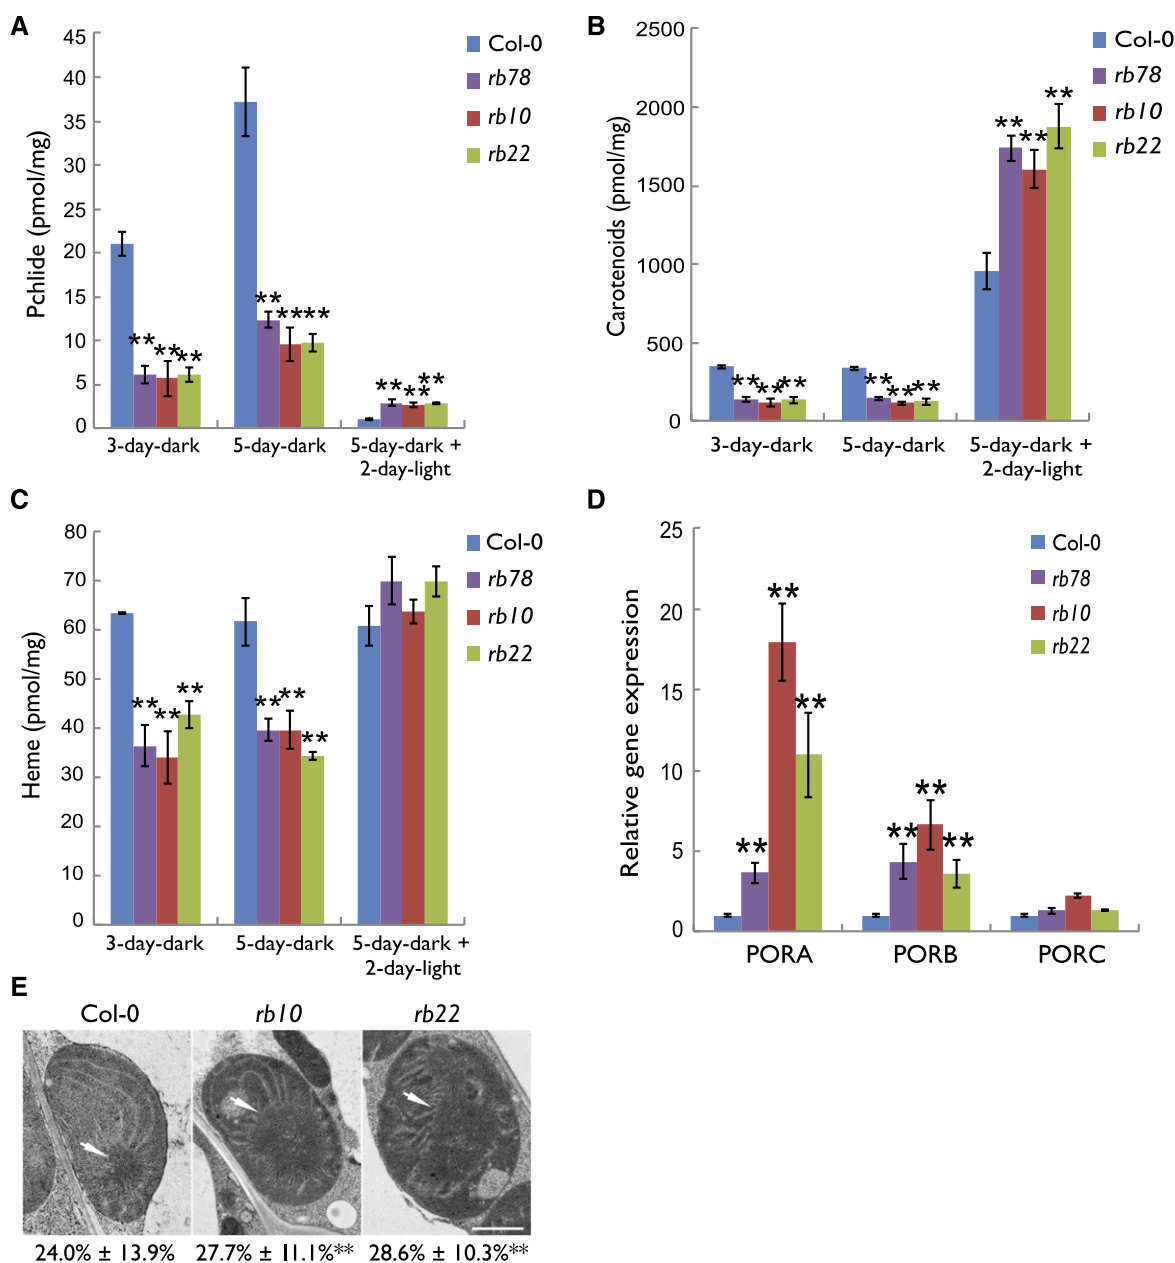 A
Pchlide (pmol/mg)
45
40
35
30
25
20
15
10
5
0
Col-0
rb78
rb10
rb22
** ** **
** ** **
** ** **
3-day-dark
5-day-dark
5-day-dark +
2-day-light
B
Carotenoids (pmol/mg)
2500
2000
1500
1000
500
0
Col-0
rb78
rb10
rb22
** ** **
** ** **
** ** **
3-day-dark
5-day-dark
5-day-dark +
2-day-light
C
Heme (pmol/mg)
80
70
60
50
40
30
20
10
0
Col-0
rb78
rb10
rb22
** ** **
** ** **
3-day-dark
5-day-dark
5-day-dark +
2-day-light
D
Relative gene expression
25
20
15
10
5
0
Col-0
rb78
rb10
rb22
** ** **
** ** **
PORA
PORB
PORC
E
Col-0
rb10
rb22
24.0% ± 13.9%
27.7% ± 11.1%**
28.6% ± 10.3%**